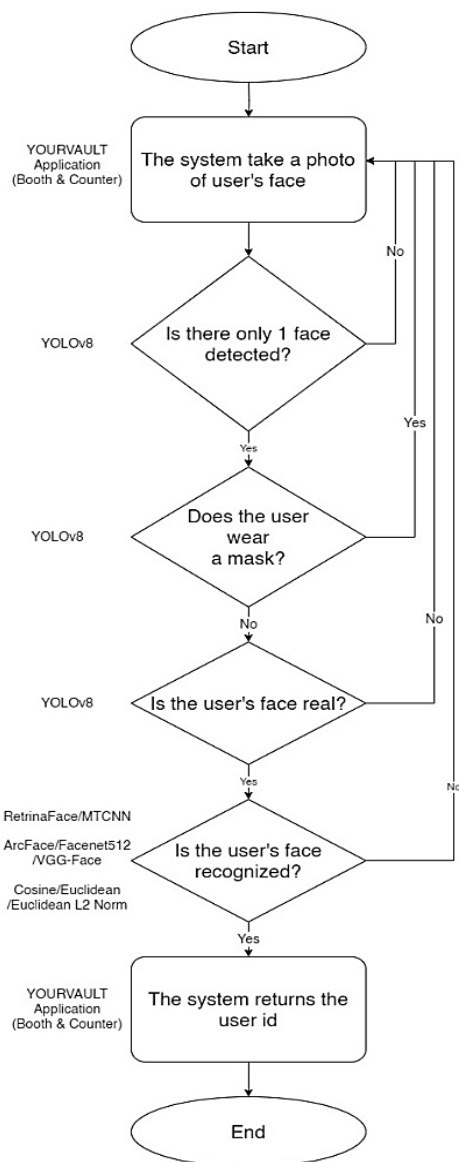 Start
YOURVAULT
Application
(Booth & Counter)
The system take a photo
of user's face
No
YOLOv8
Is there only 1 face
detected?
Yes
Yes
YOLOv8
Does the user
wear
a mask?
No
No
YOLOv8
Is the user's face real?
Yes
No
RetrinaFace/MTCNN
ArcFace/Facenet512
/VGG-Face
Cosine/Euclidean
/Euclidean L2 Norm
Is the user's face
recognized?
Yes
YOURVAULT
Application
(Booth & Counter)
The system returns the
user id
End